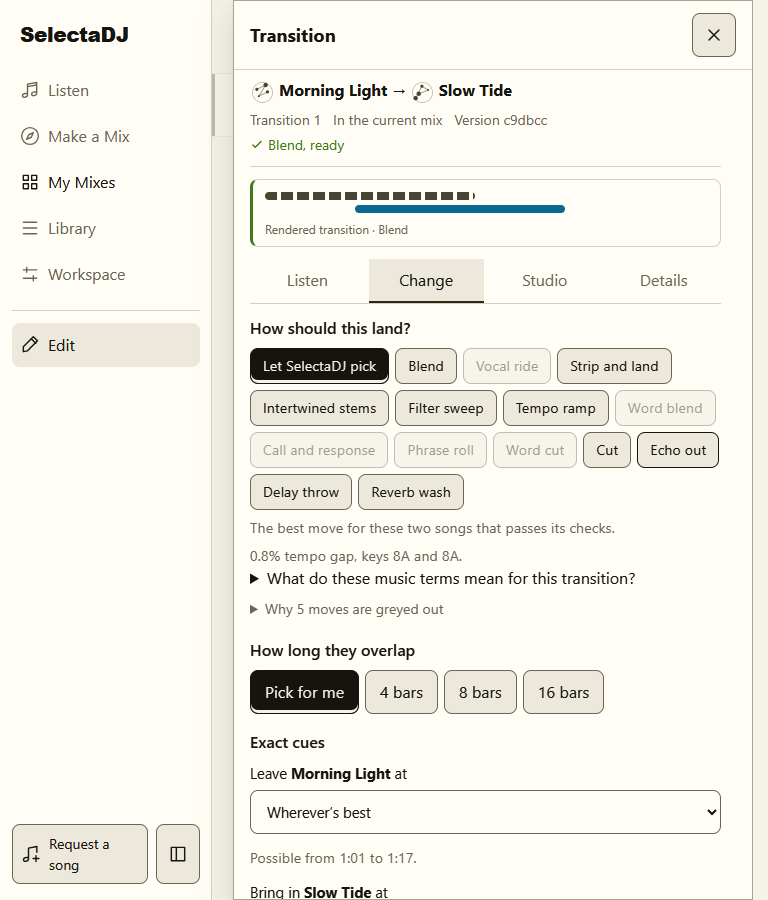 SelectaDJ
Listen
Make a Mix
My Mixes
Library
Workspace
Edit
Request a
song
Transition
Morning Light → Slow Tide
Transition 1 In the current mix Version c9dbcc
Blend, ready
Rendered transition · Blend
Listen Change Studio Details
How should this land?
Let SelectaDJ pick Blend Vocal ride Strip and land
Intertwined stems Filter sweep Tempo ramp Word blend
Call and response Phrase roll Word cut Cut Echo out
Delay throw Reverb wash
The best move for these two songs that passes its checks.
0.8% tempo gap, keys 8A and 8A.
What do these music terms mean for this transition?
Why 5 moves are greyed out
How long they overlap
Pick for me 4 bars 8 bars 16 bars
Exact cues
Leave Morning Light at
Wherever’s best
Possible from 1:01 to 1:17.
Bring in Slow Tide at